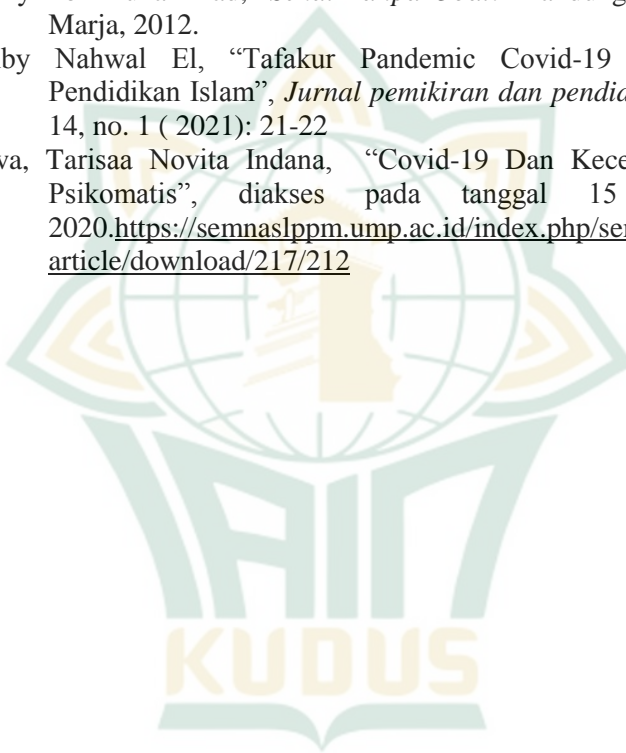 Marja, 2012.
by Nahwal El, “Tafakur Pandemic Covid-19
Pendidikan Islam”, Jurnal pemikiran dan pendid
14, no. 1 ( 2021): 21-22
va, Tarisaa Novita Indana, “Covid-19 Dan Kece
Psikomatis”, diakses pada tanggal 15
2020.https://semnaslppm.ump.ac.id/index.php/se
article/download/217/212
IAIN
KUDUS